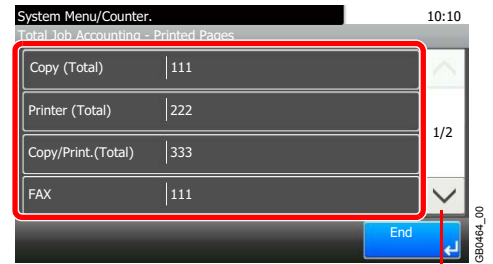 System Menu/Counter. 10:10
Total Job Accounting - Printed Pages
Copy (Total) 111
Printer (Total) 222
1/2
Copy/Print.(Total) 333
FAX 111
End
GB0464_00